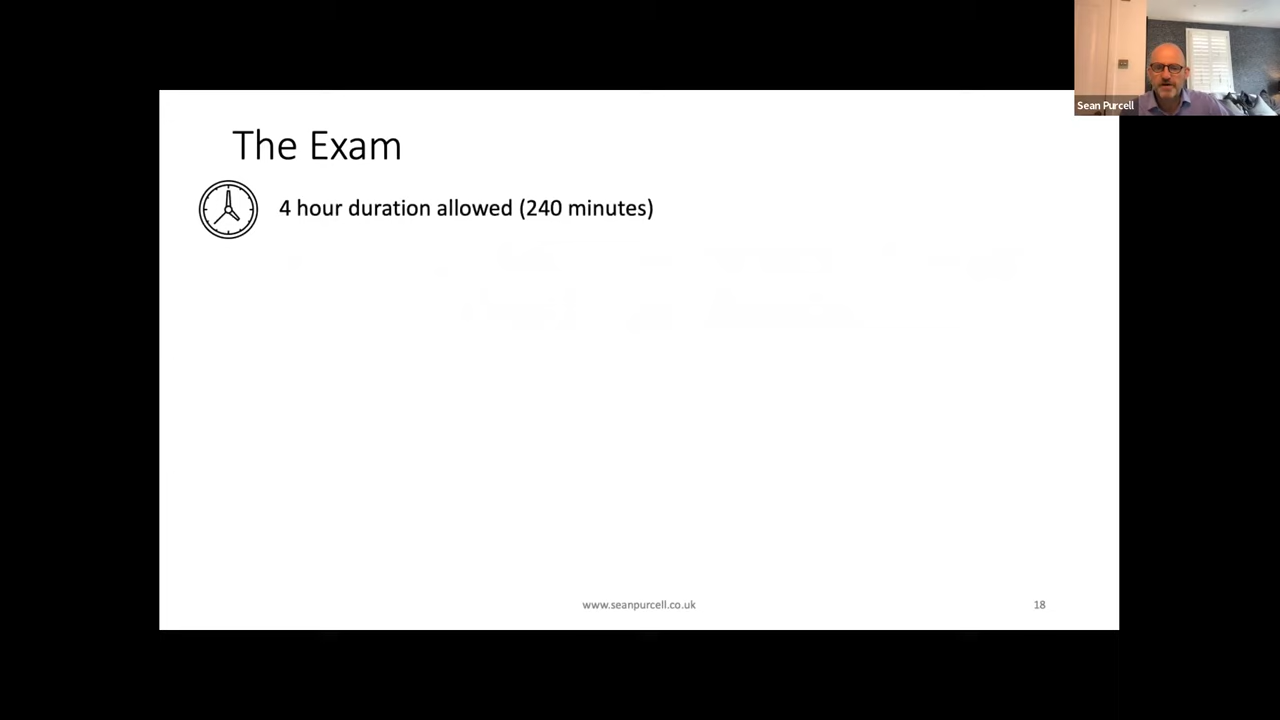 Sean Purcell
The Exam
4 hour duration allowed (240 minutes)
www.seanpurcell.co.uk
18